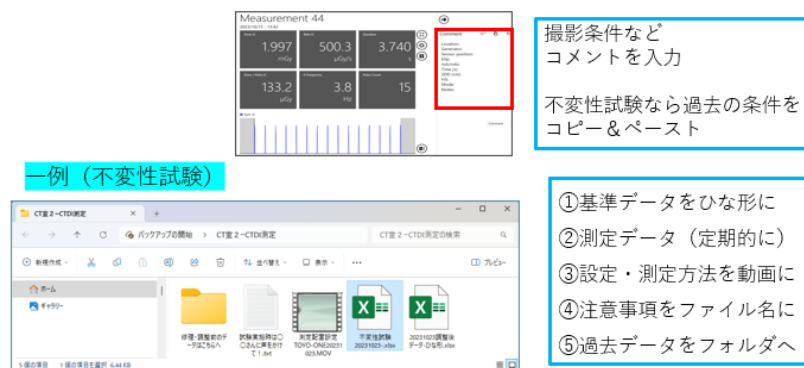 Measurement 44
2023/10/15 - 13:42
1.997
mGy
500.3
μGy/s
3.740
s
133.2
μGy
3.8
Hz
15
Comment
Location:
Generator:
Sensor position:
Time (s):
Mode:
Notes:
Comment
撮影条件など
コメントを入力
不変性試験なら過去の条件を
コピー＆ペースト
一例（不変性試験）
CT室２−CTDI測定
バックアップの開始 › CT室２−CTDI測定
CT室２−CTDI測定の検索
新規作成
並べ替え
表示
プレビュー
ホーム
ギャラリー
修理・調整前のデ
ータはこちらへ
試験実施時は〇
〇さんに声をかけ
て！.txt
測定配置設定
TOYO-ONE20231
023.MOV
不変性試験
20231023-.xlsx
20231023調整後
データ-ひな形.xlsx
5 個の項目 1 個の項目を選択 6.44 KB
①基準データをひな形に
②測定データ（定期的に）
③設定・測定方法を動画に
④注意事項をファイル名に
⑤過去データをフォルダへ